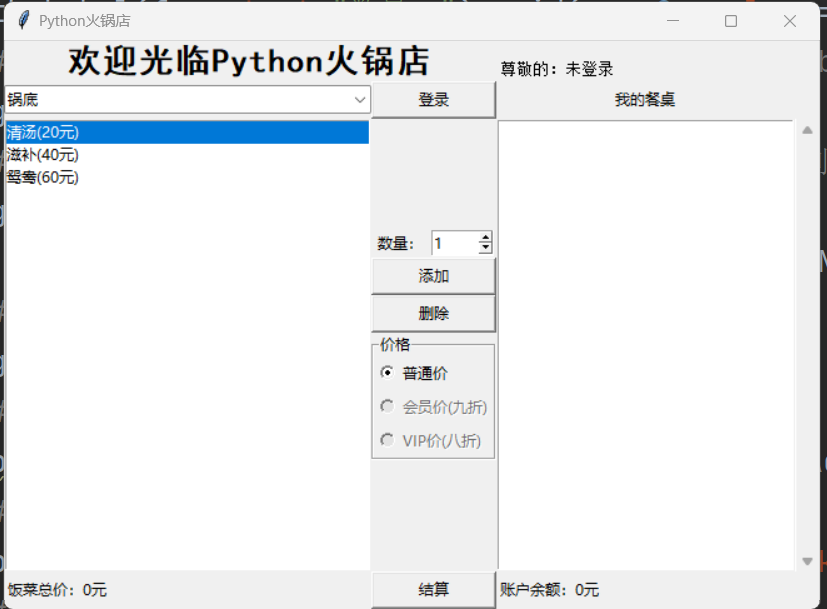 Python火锅店
欢迎光临Python火锅店
尊敬的：未登录
锅底
登录
我的餐桌
清汤(20元)
滋补(40元)
鸳鸯(60元)
数量：
1
添加
删除
价格
普通价
会员价(九折)
VIP价(八折)
饭菜总价：0元
结算
账户余额：0元